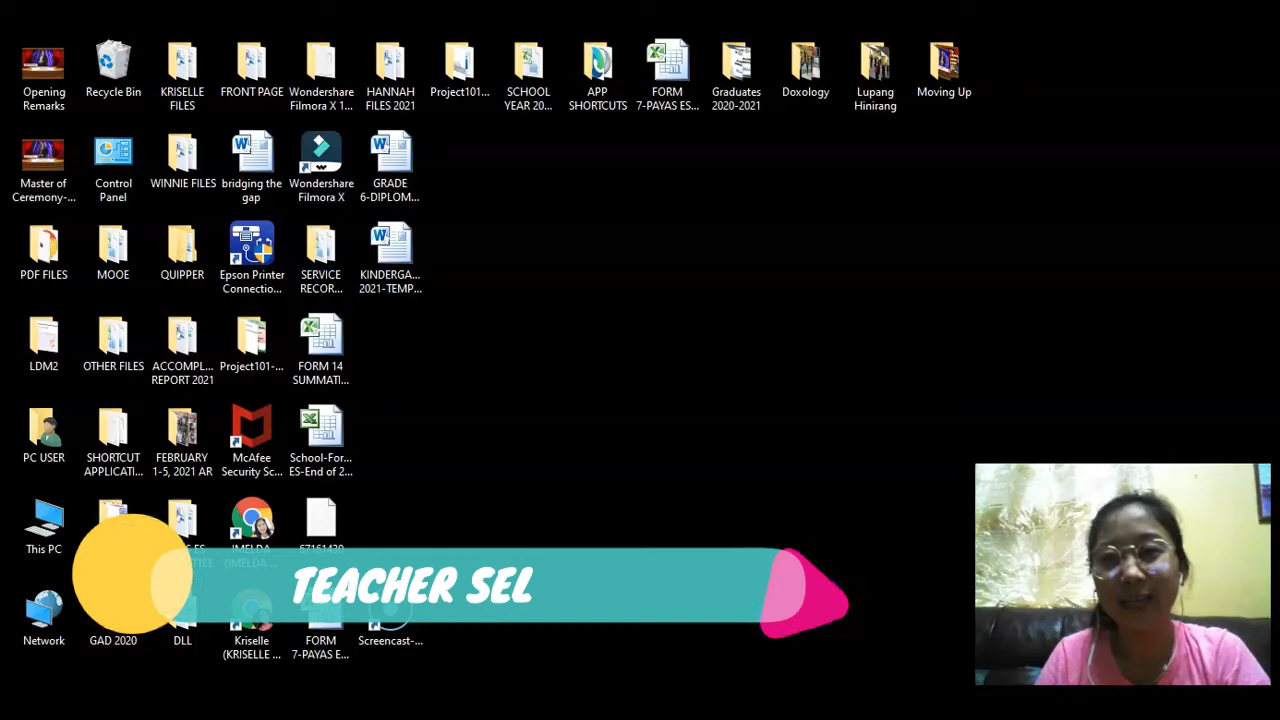 Opening
Remarks
Recycle Bin
KRISELLE
FILES
FRONT PAGE
Wondershare
Filmora X 1...
HANNAH
FILES 2021
Project101...
SCHOOL
YEAR 20...
APP
SHORTCUTS
FORM
7-PAYAS ES...
Graduates
2020-2021
Doxology
Lupang
Hinirang
Moving Up
Master of
Ceremony-...
Control
Panel
WINNIE FILES
bridging the
gap
Wondershare
Filmora X
GRADE
6-DIPLOM...
PDF FILES
MOOE
QUIPPER
Epson Printer
Connectio...
SERVICE
RECOR...
KINDERGA...
2021-TEMP...
LDM2
OTHER FILES
ACCOMPL...
REPORT 2021
Project101-...
FORM 14
SUMMATI...
PC USER
SHORTCUT
APPLICATI...
FEBRUARY
1-5, 2021 AR
McAfee
Security Sc...
School-For...
ES-End of 2...
This PC
IMELDA
(IMELDA ...
67161430
TEACHER SEL
Network
GAD 2020
DLL
Kriselle
(KRISELLE ...
FORM
7-PAYAS E...
Screencast-...